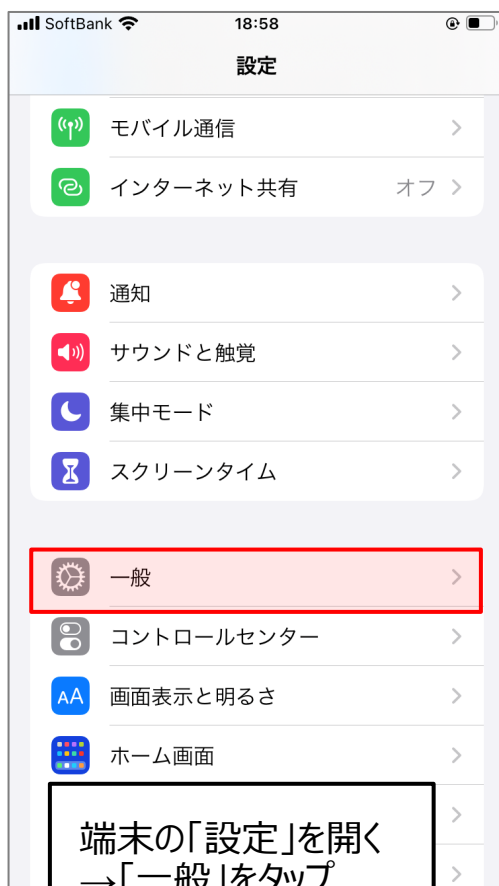 SoftBank 18:58
設定
モバイル通信
インターネット共有 オフ
通知
サウンドと触覚
集中モード
スクリーンタイム
一般
コントロールセンター
AA 画面表示と明るさ
ホーム画面
端末の「設定」を開く
→「一般」をタップ